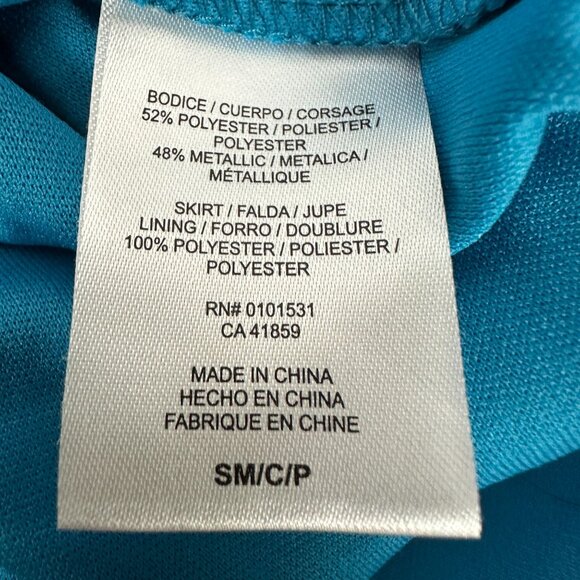 BODICE / CUERPO / CORSAGE
52% POLYESTER / POLIESTER /
POLYESTER
48% METALLIC / METALICA /
MÉTALLIQUE
SKIRT / FALDA / JUPE
LINING / FORRO / DOUBLURE
100% POLYESTER / POLIESTER /
POLYESTER
RN# 0101531
CA 41859
MADE IN CHINA
HECHO EN CHINA
FABRIQUE EN CHINE
SM/C/P